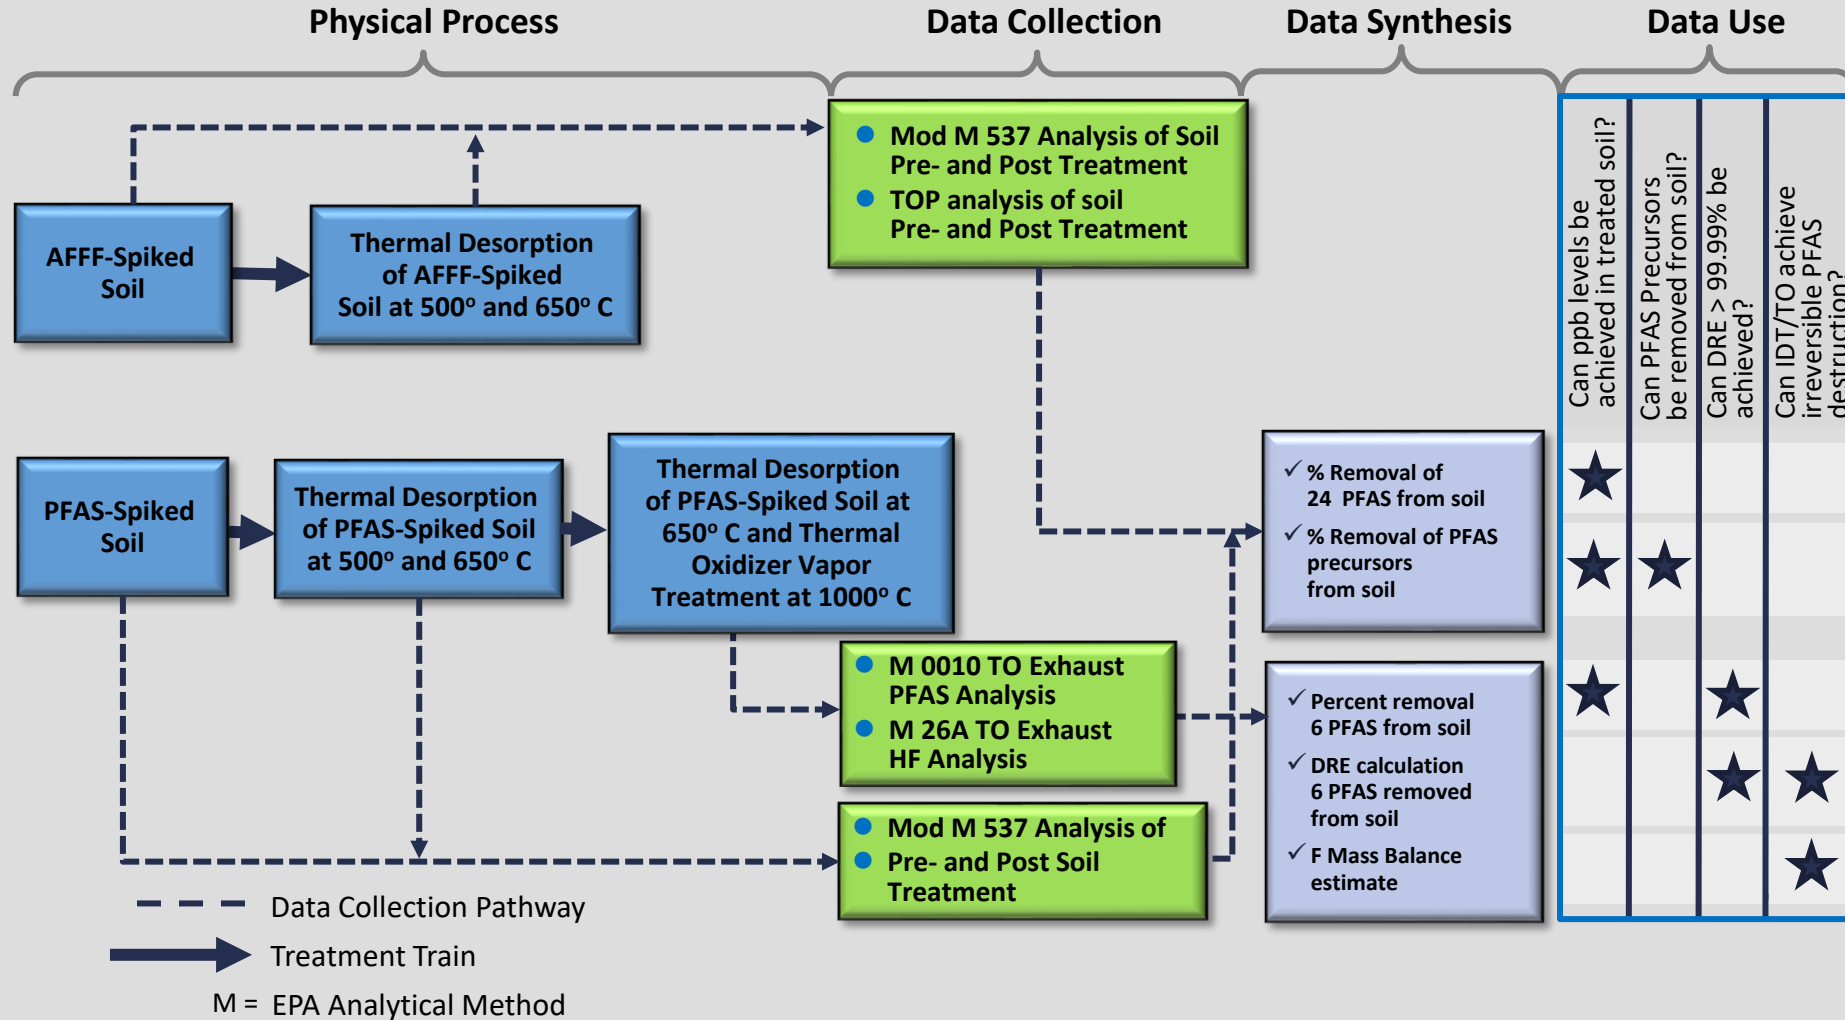 Physical Process
Data Collection
Data Synthesis
Data Use
AFFF-Spiked
Soil
Thermal Desorption
of AFFF-Spiked
Soil at 500º and 650º C
Mod M 537 Analysis of Soil
Pre- and Post Treatment
TOP analysis of soil
Pre- and Post Treatment
Can ppb levels be
achieved in treated soil?
Can PFAS Precursors
be removed from soil?
Can DRE > 99.99% be
achieved?
Can IDT/TO achieve
irreversible PFAS
destruction?
PFAS-Spiked
Soil
Thermal Desorption
of PFAS-Spiked Soil
at 500º and 650º C
Thermal Desorption
of PFAS-Spiked Soil at
650º C and Thermal
Oxidizer Vapor
Treatment at 1000º C
✓ % Removal of
24 PFAS from soil
✓ % Removal of PFAS
precursors
from soil
M 0010 TO Exhaust
PFAS Analysis
M 26A TO Exhaust
HF Analysis
✓ Percent removal
6 PFAS from soil
✓ DRE calculation
6 PFAS removed
from soil
✓ F Mass Balance
estimate
Mod M 537 Analysis of
Pre- and Post Soil
Treatment
Data Collection Pathway
Treatment Train
M = EPA Analytical Method